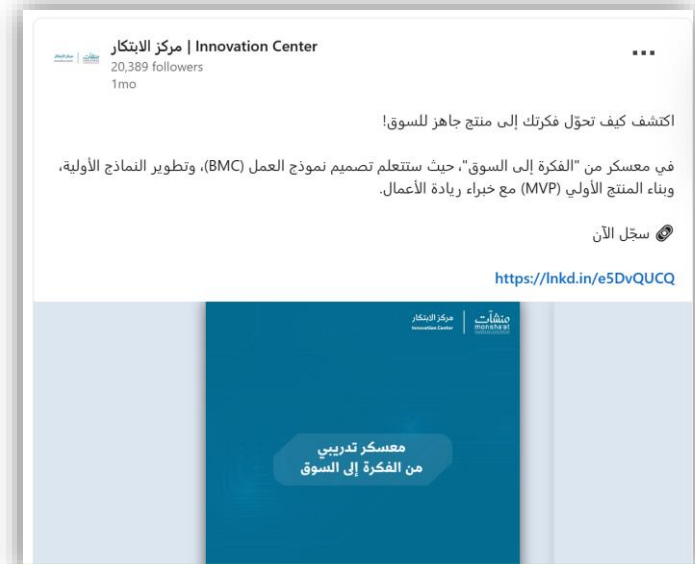 مركز الابتكار | Innovation Center
20,389 followers
1mo
اكتشف كيف تحوّل فكرتك إلى منتج جاهز للسوق!
في معسكر من "الفكرة إلى السوق"، حيث ستتعلم تصميم نموذج العمل (BMC)، وتطوير النماذج الأولية،
وبناء المنتج الأولي (MVP) مع خبراء ريادة الأعمال.
سجّل الآن
https://lnkd.in/e5DvQUCQ
منشآت
monsha'at
مركز الابتكار
Innovation Center
معسكر تدريبي
من الفكرة إلى السوق